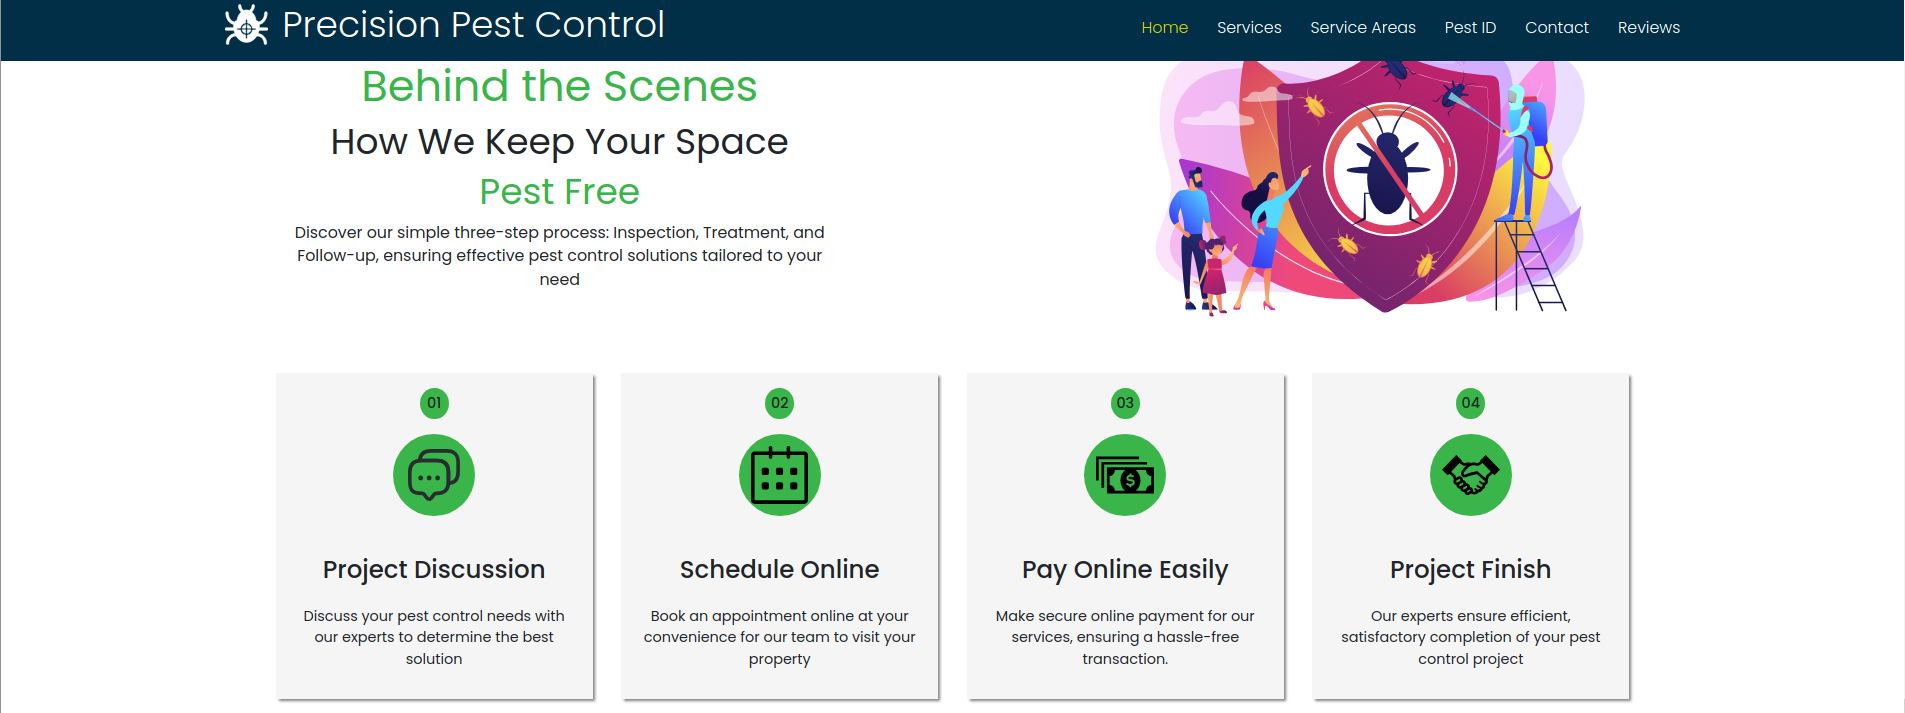 Precision Pest Control
Home Services Service Areas Pest ID Contact Reviews
Behind the Scenes
How We Keep Your Space
Pest Free
Discover our simple three-step process: Inspection, Treatment, and
Follow-up, ensuring effective pest control solutions tailored to your
need
01
Project Discussion
Discuss your pest control needs with
our experts to determine the best
solution
02
Schedule Online
Book an appointment online at your
convenience for our team to visit your
property
03
$
Pay Online Easily
Make secure online payment for our
services, ensuring a hassle-free
transaction.
04
Project Finish
Our experts ensure efficient,
satisfactory completion of your pest
control project